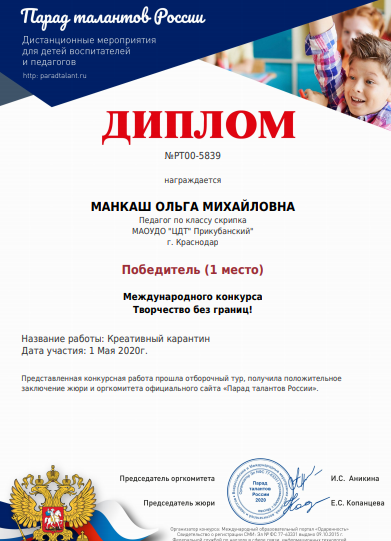 Парад талантов России
Дистанционные мероприятия
для детей воспитателей
и педагогов
http: paradtalant.ru
ДИПЛОМ
№PT00-5839
награждается
МАНКАШ ОЛЬГА МИХАЙЛОВНА
Педагог по классу скрипка
МАОУДО "ЦДТ" Прикубанский"
г. Краснодар
Победитель (1 место)
Международного конкурса
Творчество без границ!
Название работы: Креативный карантин
Дата участия: 1 Мая 2020г.
Представленная конкурсная работа прошла отборочный тур, получила положительное
заключение жюри и оргкомитета официального сайта «Парад талантов России».
Председатель оргкомитета
И.С. Аникина
Парад
талантов
России
2020
Председатель жюри
Е.С. Копанцева
Организатор конкурса: Международный образовательный портал «Одаренность»
Свидетельство о регистрации СМИ: Эл № ФС 77-63331 выдано 09.10.2015 г.